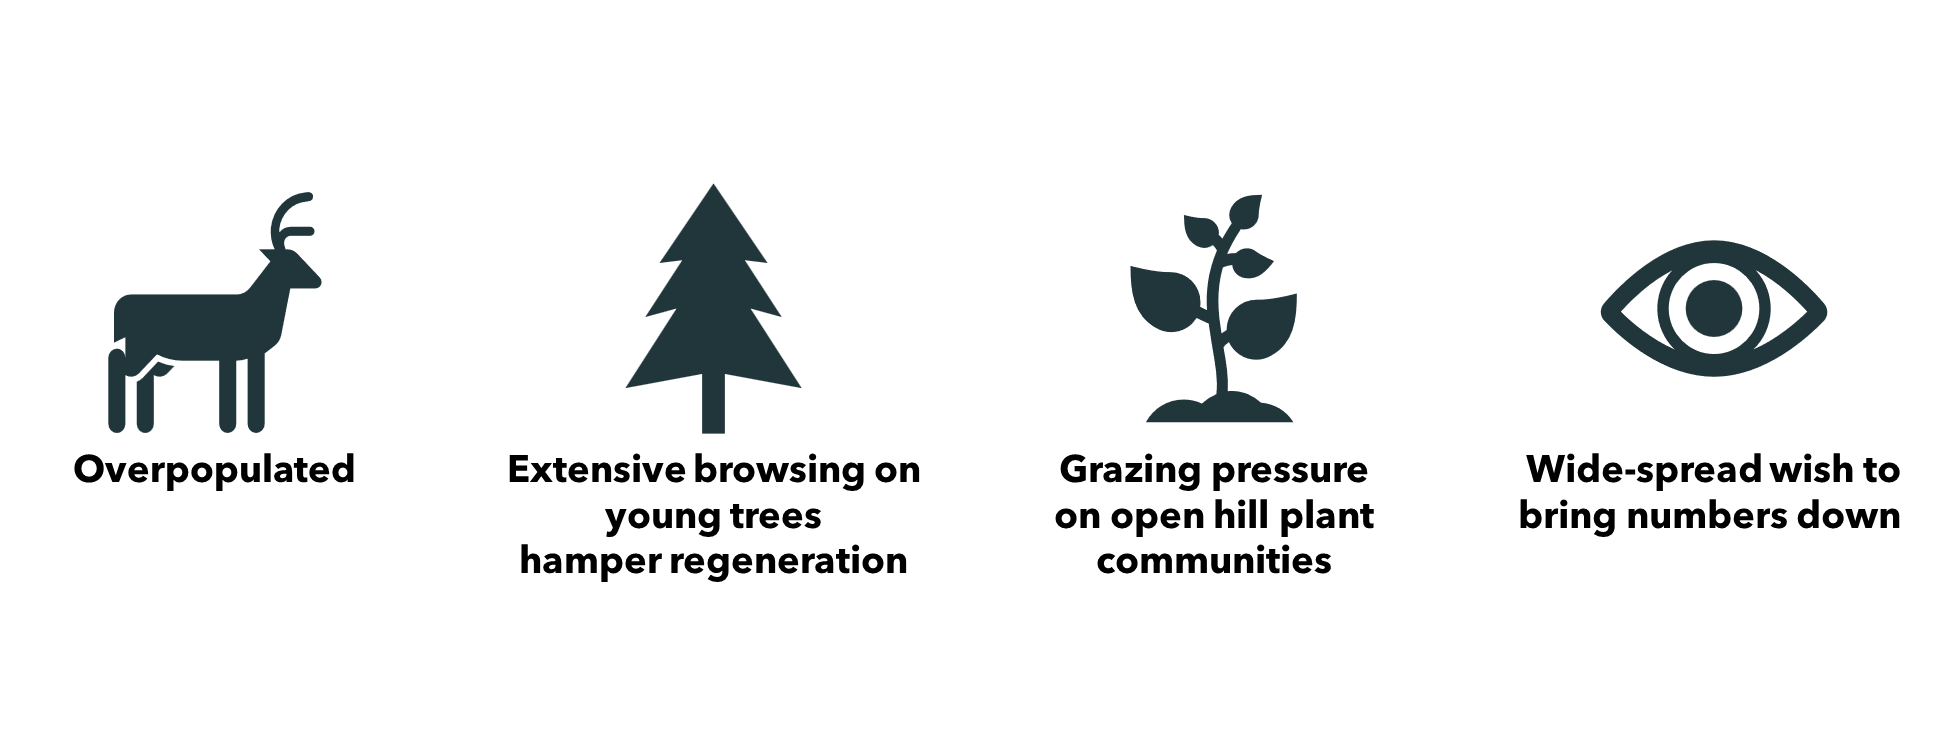 Overpopulated
Extensive browsing on
young trees
hamper regeneration
Grazing pressure
on open hill plant
communities
Wide-spread wish to
bring numbers down